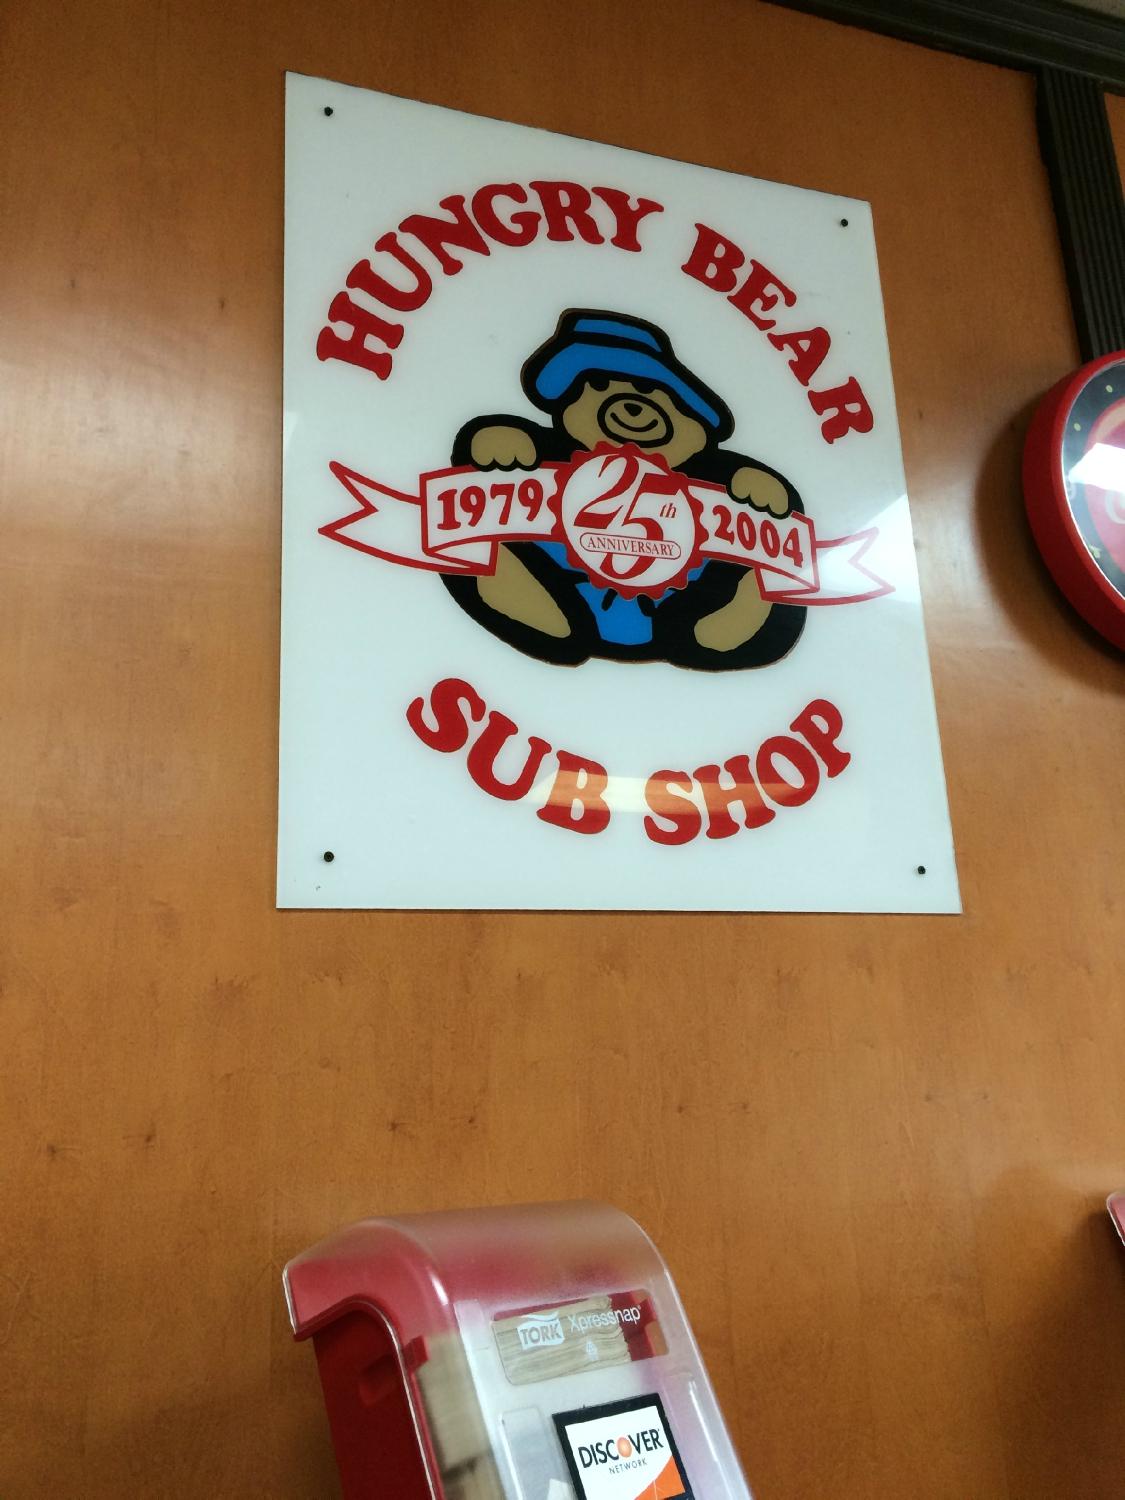 HUNGRY BEAR
1979 25th 2004
ANNIVERSARY
SUB SHOP
TORK Xpressnap®
DISCOVER
NETWORK